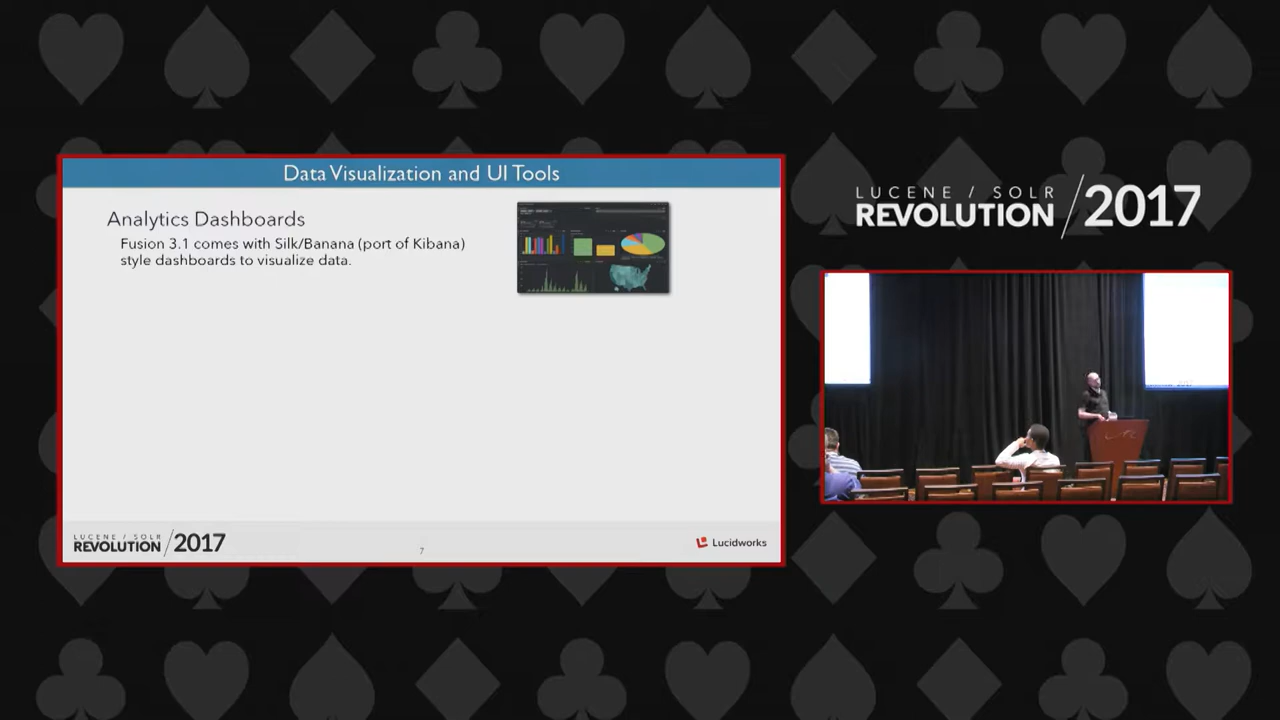 Data Visualization and UI Tools
Analytics Dashboards
Fusion 3.1 comes with Silk/Banana (port of Kibana)
style dashboards to visualize data.
LUCENE / SOLR
REVOLUTION /2017
7
Lucidworks
LUCENE / SOLR
REVOLUTION /2017